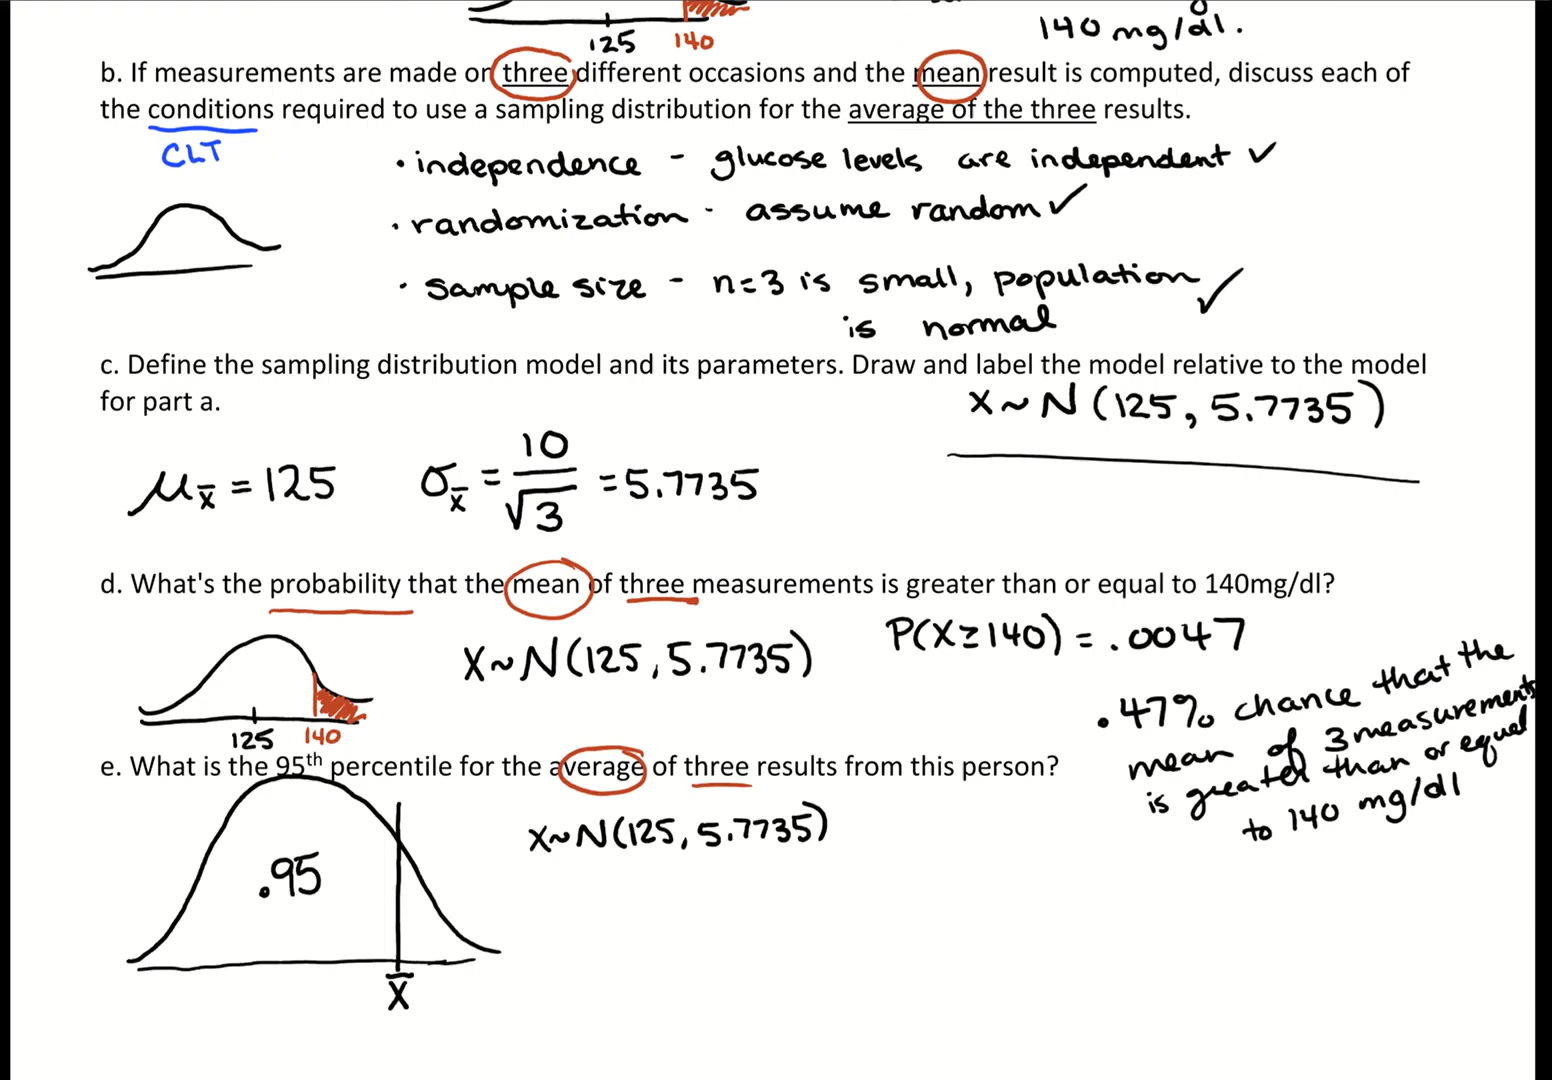 125 140
140 mg/dl.
b. If measurements are made on three different occasions and the mean result is computed, discuss each of
the conditions required to use a sampling distribution for the average of the three results.
CLT
• independence - glucose levels are independent ✓
• randomization - assume random ✓
• sample size - n=3 is small, population ✓
is normal
c. Define the sampling distribution model and its parameters. Draw and label the model relative to the model
for part a.
X~N(125, 5.7735)
μx̄ = 125 σx̄ = 10/√3 = 5.7735
d. What's the probability that the mean of three measurements is greater than or equal to 140mg/dl?
X~N(125, 5.7735)
P(X≥140) = .0047
.47% chance that the
mean of 3 measurements
is greater than or equal
to 140 mg/dl
125 140
e. What is the 95th percentile for the average of three results from this person?
X~N(125, 5.7735)
.95
X̄